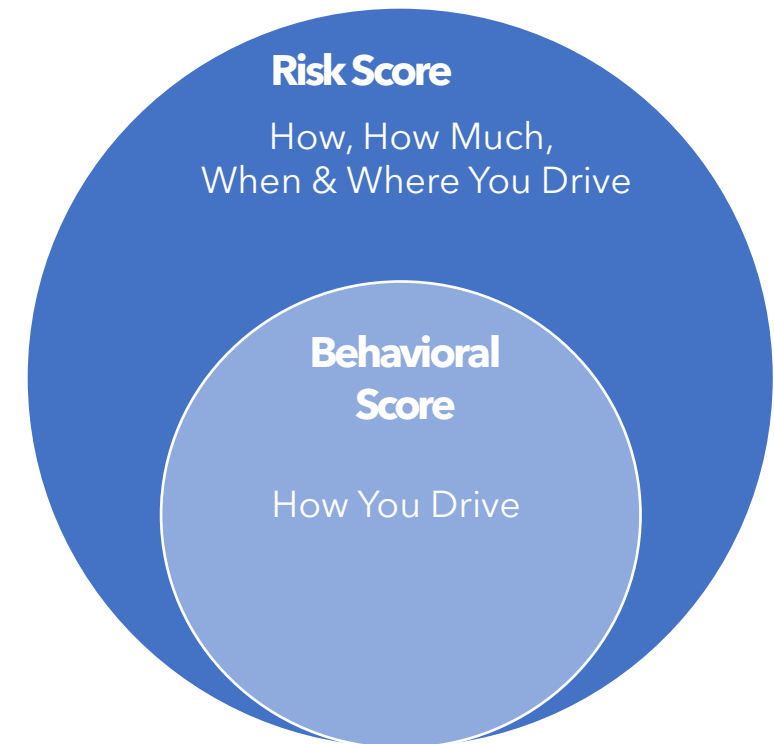 Risk Score
How, How Much,
When & Where You Drive
Behavioral
Score
How You Drive